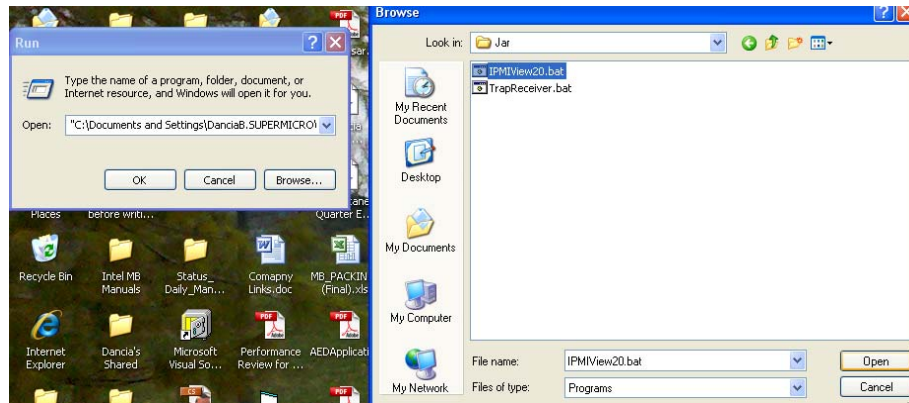 Run
Type the name of a program, folder, document, or
Internet resource, and Windows will open it for you.
Open: "C:\Documents and Settings\DanciaB.SUPERMICRO\
OK Cancel Browse...
Places before writi... Quarter E...
Recycle Bin Intel MB Manuals Status_ Daily_Man... Comapny Links.doc MB_PACKIN (Final).xls
Internet Explorer Dancia's Shared Microsoft Visual So... Performance Review for ... AEDApplicati
Browse
Look in: Jar
IPMIView20.bat
TrapReceiver.bat
My Recent
Documents
Desktop
My Documents
My Computer
My Network
File name: IPMIView20.bat Open
Files of type: Programs Cancel